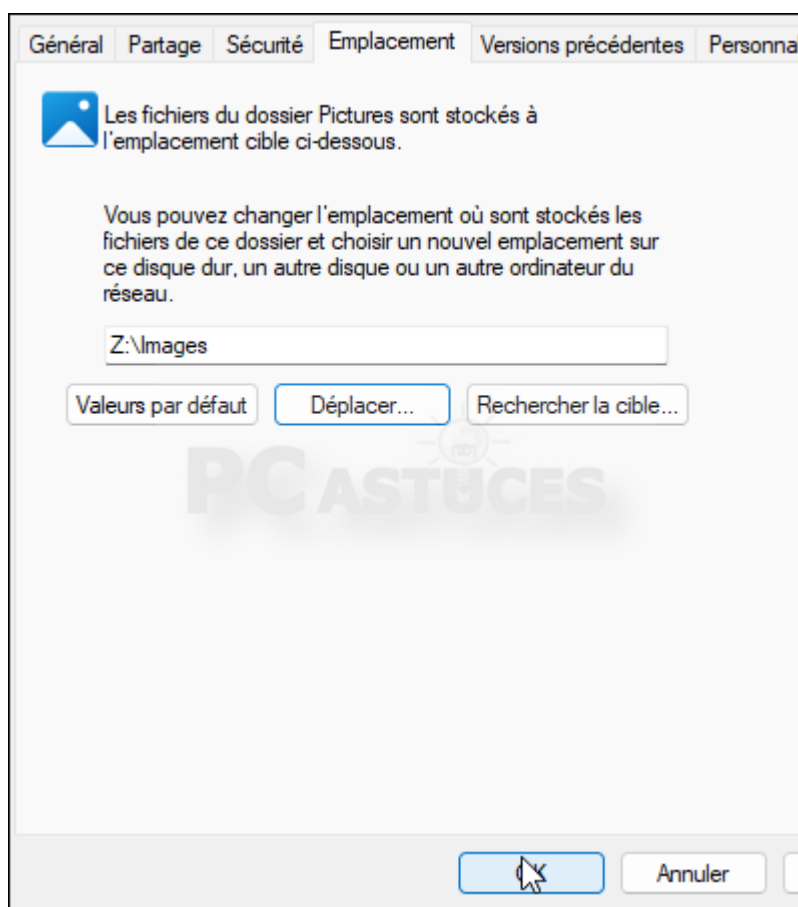 Général Partage Sécurité Emplacement Versions précédentes Personna
Les fichiers du dossier Pictures sont stockés à
l'emplacement cible ci-dessous.
Vous pouvez changer l'emplacement où sont stockés les
fichiers de ce dossier et choisir un nouvel emplacement sur
ce disque dur, un autre disque ou un autre ordinateur du
réseau.
Z:\Images
Valeurs par défaut Déplacer... Rechercher la cible...
PC ASTUCES
OK Annuler